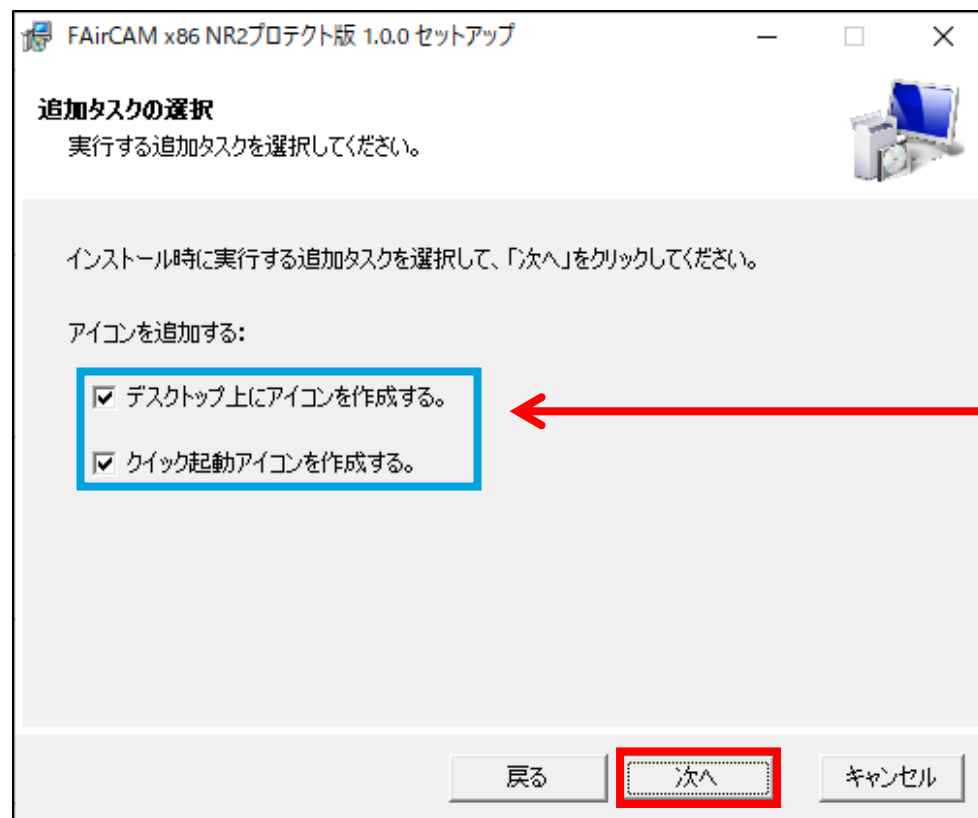 FAirCAM x86 NR2プロテクト版 1.0.0 セットアップ
追加タスクの選択
実行する追加タスクを選択してください。
インストール時に実行する追加タスクを選択して、「次へ」をクリックしてください。
アイコンを追加する:
デスクトップ上にアイコンを作成する。
クイック起動アイコンを作成する。
戻る
次へ
キャンセル